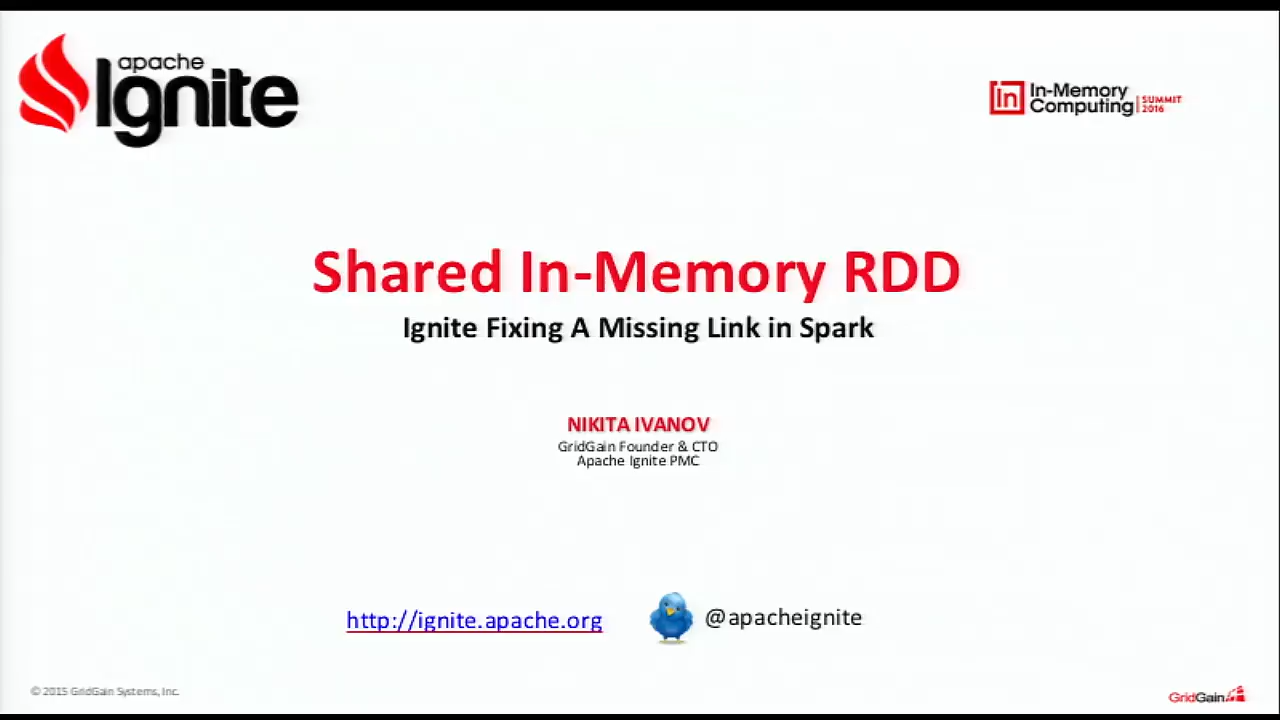 apache
Ignite
In In-Memory
Computing SUMMIT
2016
Shared In-Memory RDD
Ignite Fixing A Missing Link in Spark
NIKITA IVANOV
GridGain Founder & CTO
Apache Ignite PMC
http://ignite.apache.org
@apacheignite
© 2015 GridGain Systems, Inc.
GridGain